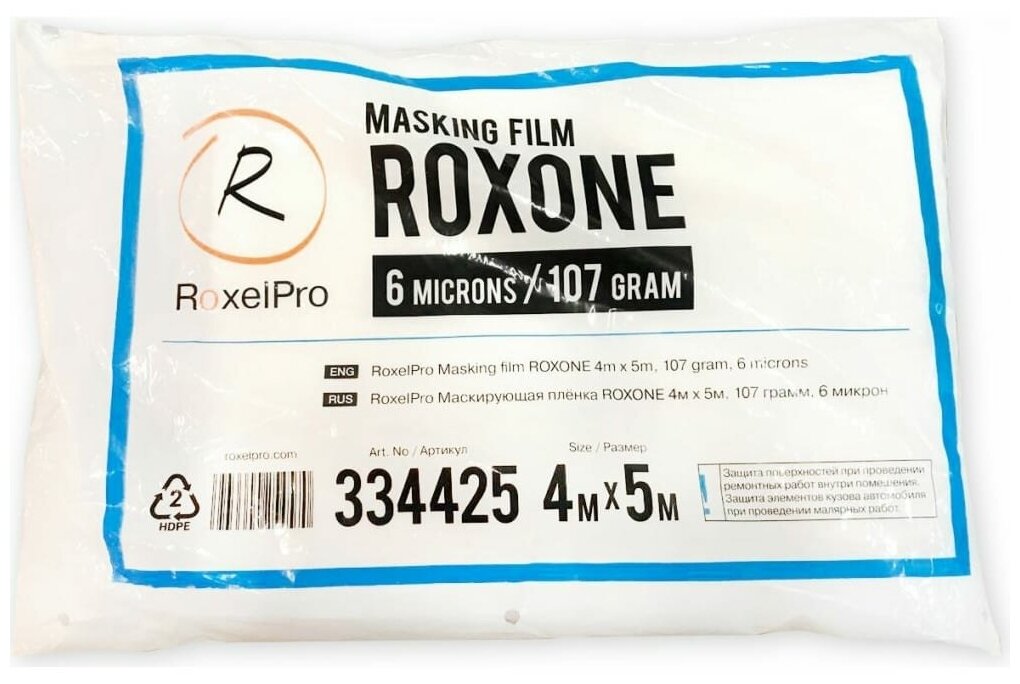 R
RoxelPro
MASKING FILM
ROXONE
6 MICRONS / 107 GRAM
ENG RoxelPro Masking film ROXONE 4m x 5m, 107 gram, 6 microns
RUS RoxelPro Маскирующая плёнка ROXONE 4м x 5м, 107 грамм, 6 микрон
roxelpro.com
2
HDPE
Art. No / Артикул
334425
Size / Размер
4м x 5м
! Защита поверхностей при проведении
ремонтных работ внутри помешения.
Защита элементов кузова автомобиля
при проведении малярных работ.